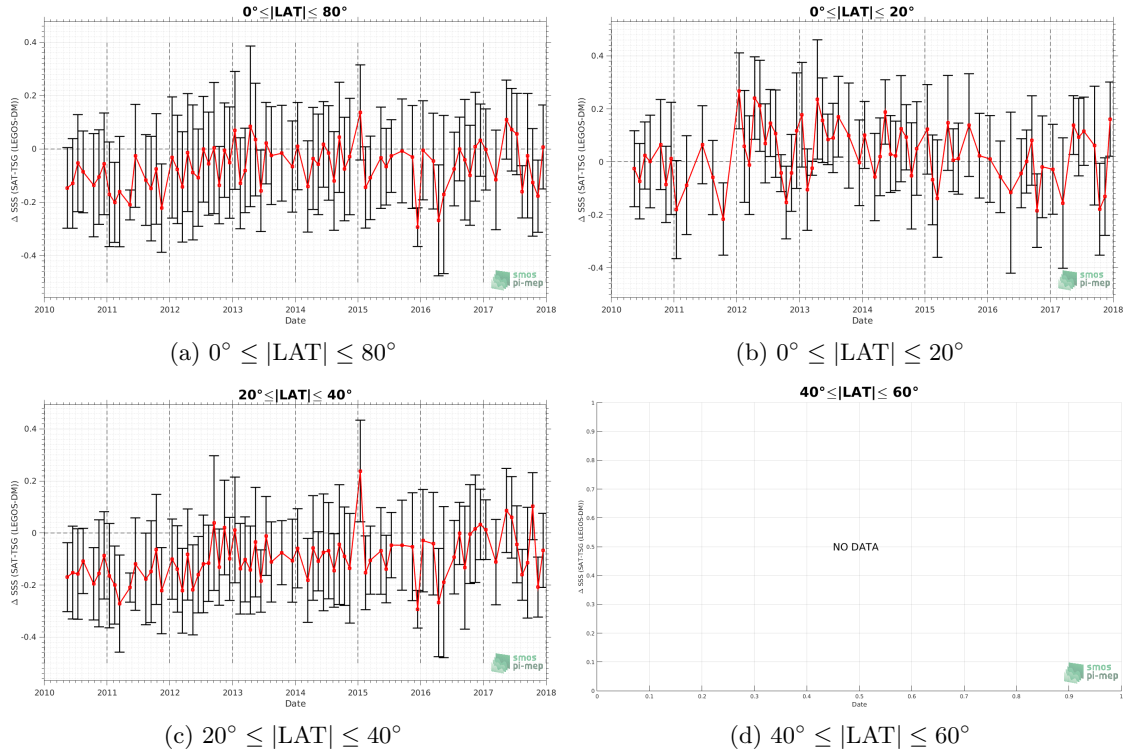 0°≤|LAT|≤ 80°
Δ SSS (SAT-TSG (LEGOS-DM))
0.4
0.2
0
-0.2
-0.4
2010 2011 2012 2013 2014 2015 2016 2017 2018
Date
smos
pi-mep
(a) 0° ≤ |LAT| ≤ 80°
0°≤|LAT|≤ 20°
Δ SSS (SAT-TSG (LEGOS-DM))
0.4
0.2
0
-0.2
-0.4
2010 2011 2012 2013 2014 2015 2016 2017 2018
Date
smos
pi-mep
(b) 0° ≤ |LAT| ≤ 20°
20°≤|LAT|≤ 40°
Δ SSS (SAT-TSG (LEGOS-DM))
0.4
0.2
0
-0.2
-0.4
2010 2011 2012 2013 2014 2015 2016 2017 2018
Date
smos
pi-mep
(c) 20° ≤ |LAT| ≤ 40°
40°≤|LAT|≤ 60°
Δ SSS (SAT-TSG (LEGOS-DM))
1
0.9
0.8
0.7
0.6
0.5
0.4
0.3
0.2
0.1
0
NO DATA
0 0.1 0.2 0.3 0.4 0.5 0.6 0.7 0.8 0.9 1
Date
smos
pi-mep
(d) 40° ≤ |LAT| ≤ 60°